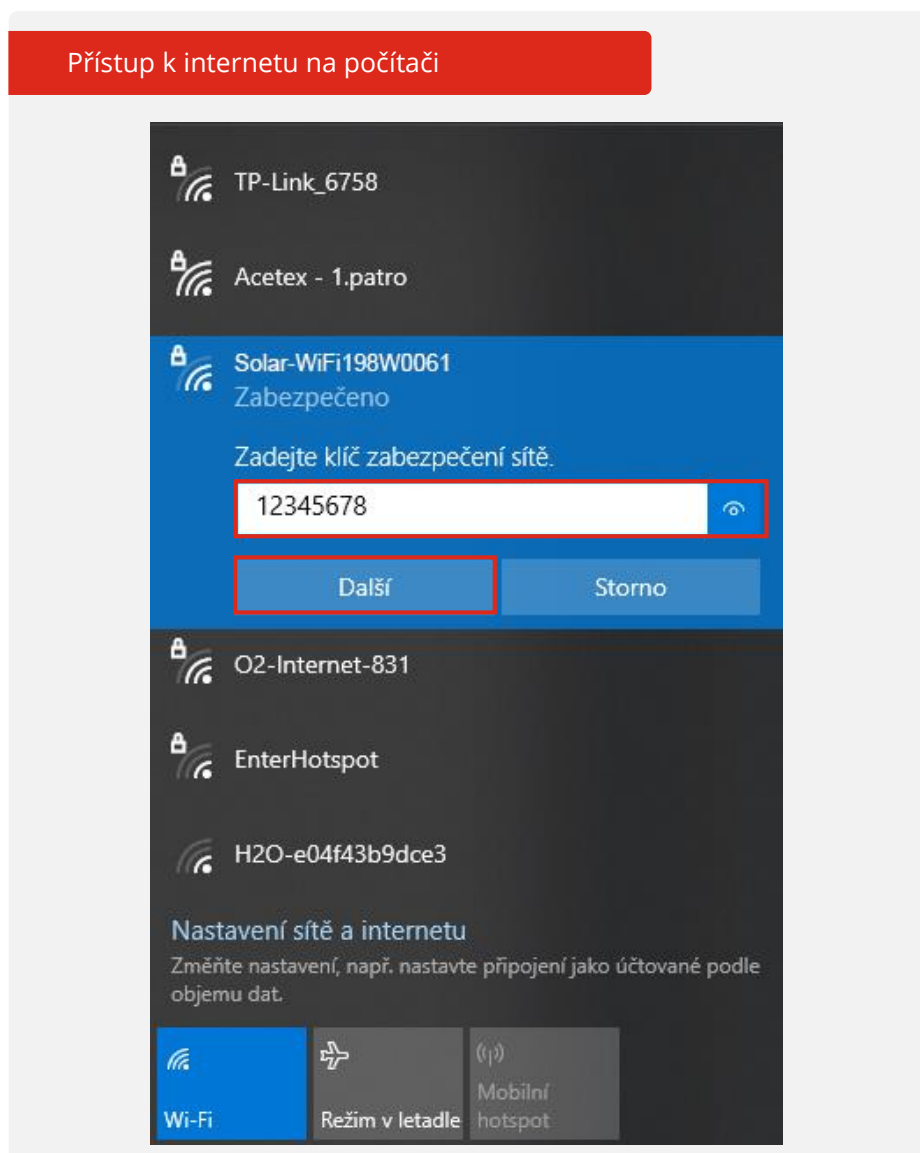 Přístup k internetu na počítači
TP-Link_6758
Acetex - 1.patro
Solar-WiFi198W0061
Zabezpečeno
Zadejte klíč zabezpečení sítě.
12345678
Další
Storno
O2-Internet-831
EnterHotspot
H2O-e04f43b9dce3
Nastavení sítě a internetu
Změňte nastavení, např. nastavte připojení jako účtované podle
objemu dat.
Wi-Fi
Režim v letadle
Mobilní
hotspot